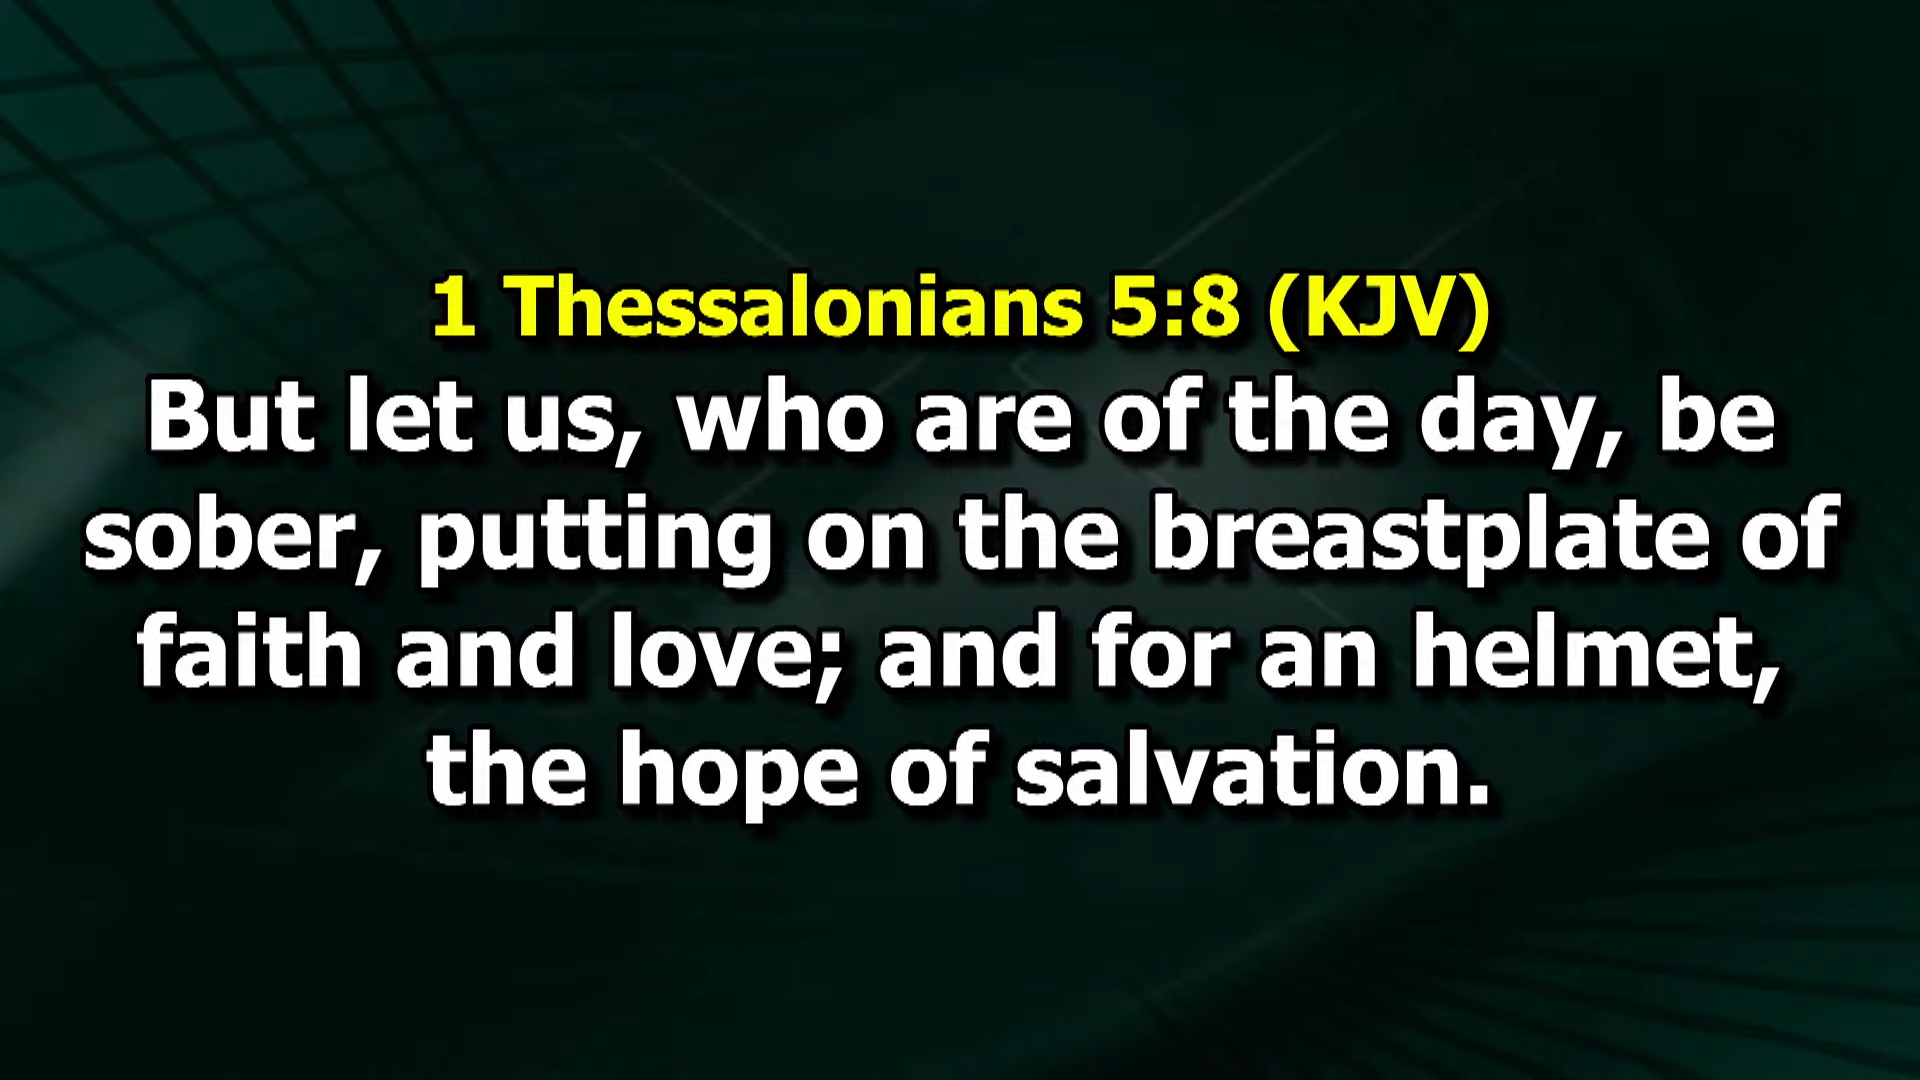 1 Thessalonians 5:8 (KJV)
But let us, who are of the day, be
sober, putting on the breastplate of
faith and love; and for an helmet,
the hope of salvation.